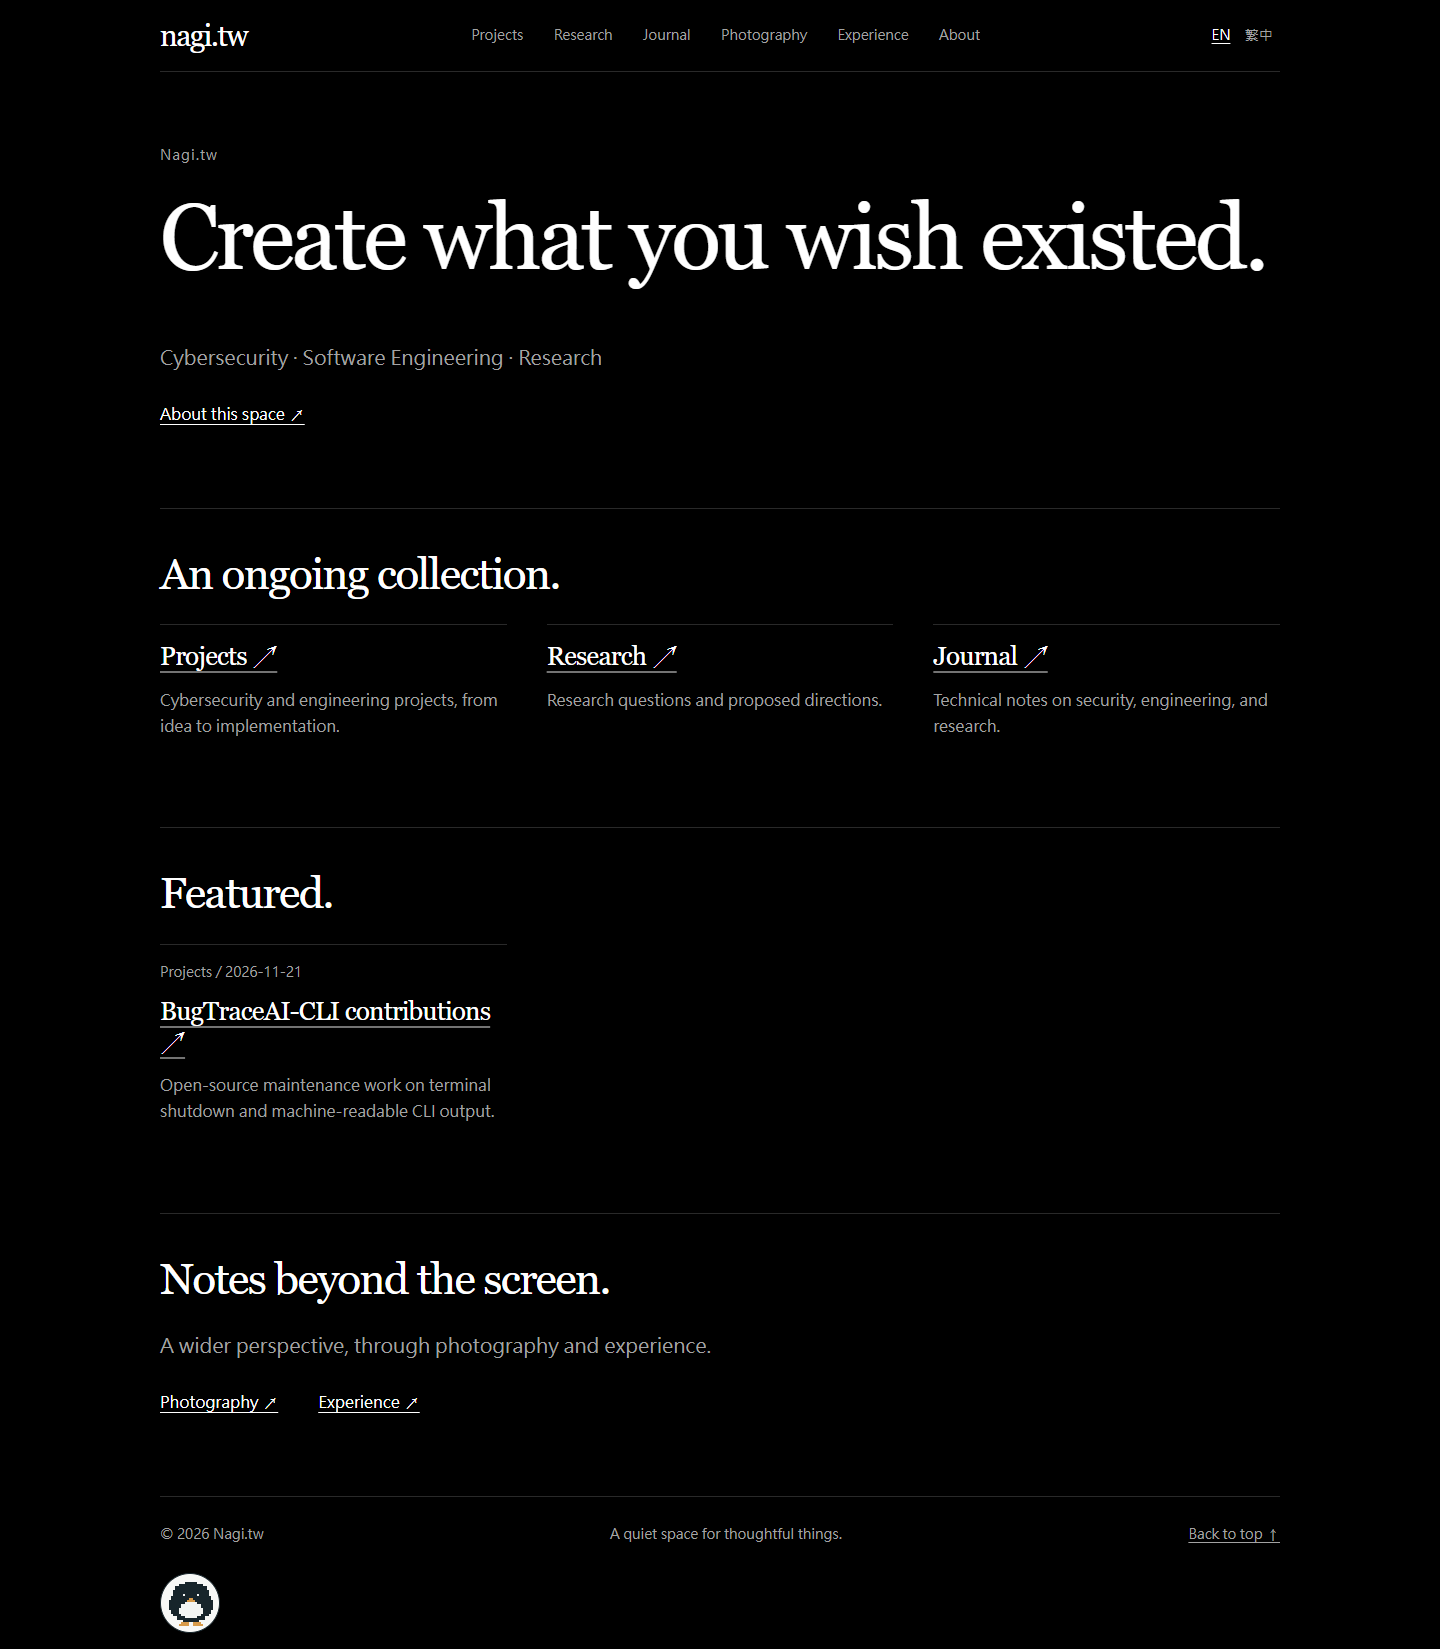 nagi.tw
Projects Research Journal Photography Experience About
EN 繁中
Nagi.tw
Create what you wish existed.
Cybersecurity · Software Engineering · Research
About this space ↗
An ongoing collection.
Projects ↗
Cybersecurity and engineering projects, from
idea to implementation.
Research ↗
Research questions and proposed directions.
Journal ↗
Technical notes on security, engineering, and
research.
Featured.
Projects / 2026-11-21
BugTraceAI-CLI contributions
↗
Open-source maintenance work on terminal
shutdown and machine-readable CLI output.
Notes beyond the screen.
A wider perspective, through photography and experience.
Photography ↗ Experience ↗
© 2026 Nagi.tw
A quiet space for thoughtful things.
Back to top ↑